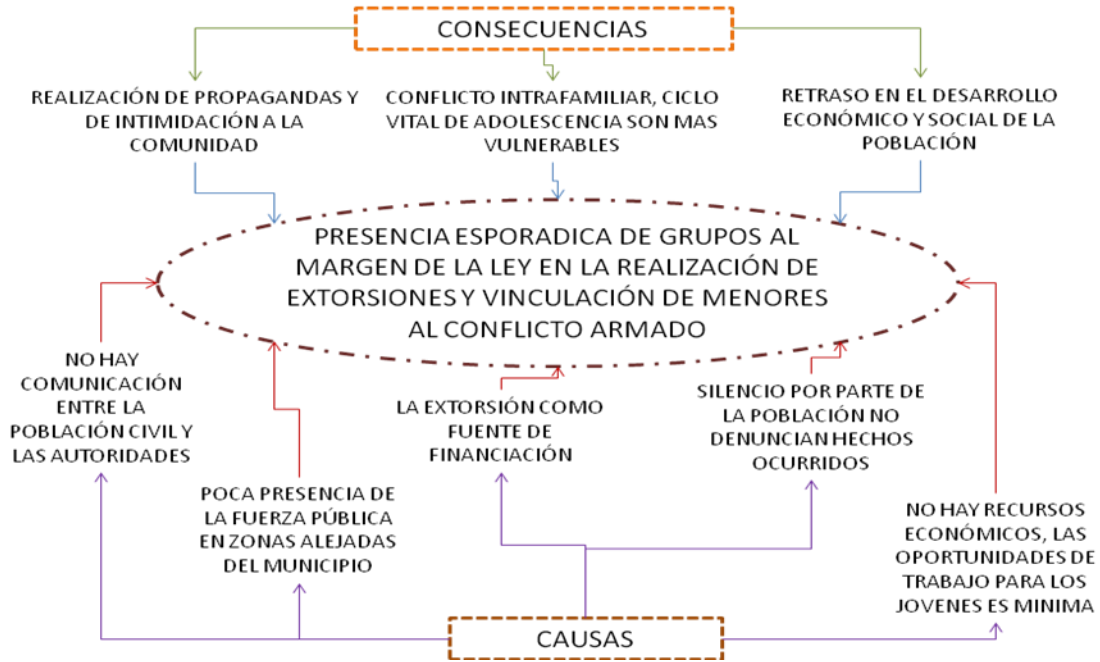 CONSECUENCIAS
REALIZACIÓN DE PROPAGANDAS Y
DE INTIMIDACIÓN A LA
COMUNIDAD
CONFLICTO INTRAFAMILIAR, CICLO
VITAL DE ADOLESCENCIA SON MAS
VULNERABLES
RETRASO EN EL DESARROLLO
ECONÓMICO Y SOCIAL DE LA
POBLACIÓN
PRESENCIA ESPORADICA DE GRUPOS AL
MARGEN DE LA LEY EN LA REALIZACIÓN DE
EXTORSIONES Y VINCULACIÓN DE MENORES
AL CONFLICTO ARMADO
NO HAY
COMUNICACIÓN
ENTRE LA
POBLACIÓN CIVIL Y
LAS AUTORIDADES
POCA PRESENCIA DE
LA FUERZA PÚBLICA
EN ZONAS ALEJADAS
DEL MUNICIPIO
LA EXTORSIÓN COMO
FUENTE DE
FINANCIACIÓN
SILENCIO POR PARTE DE
LA POBLACIÓN NO
DENUNCIAN HECHOS
OCURRIDOS
NO HAY RECURSOS
ECONÓMICOS, LAS
OPORTUNIDADES DE
TRABAJO PARA LOS
JOVENES ES MINIMA
CAUSAS